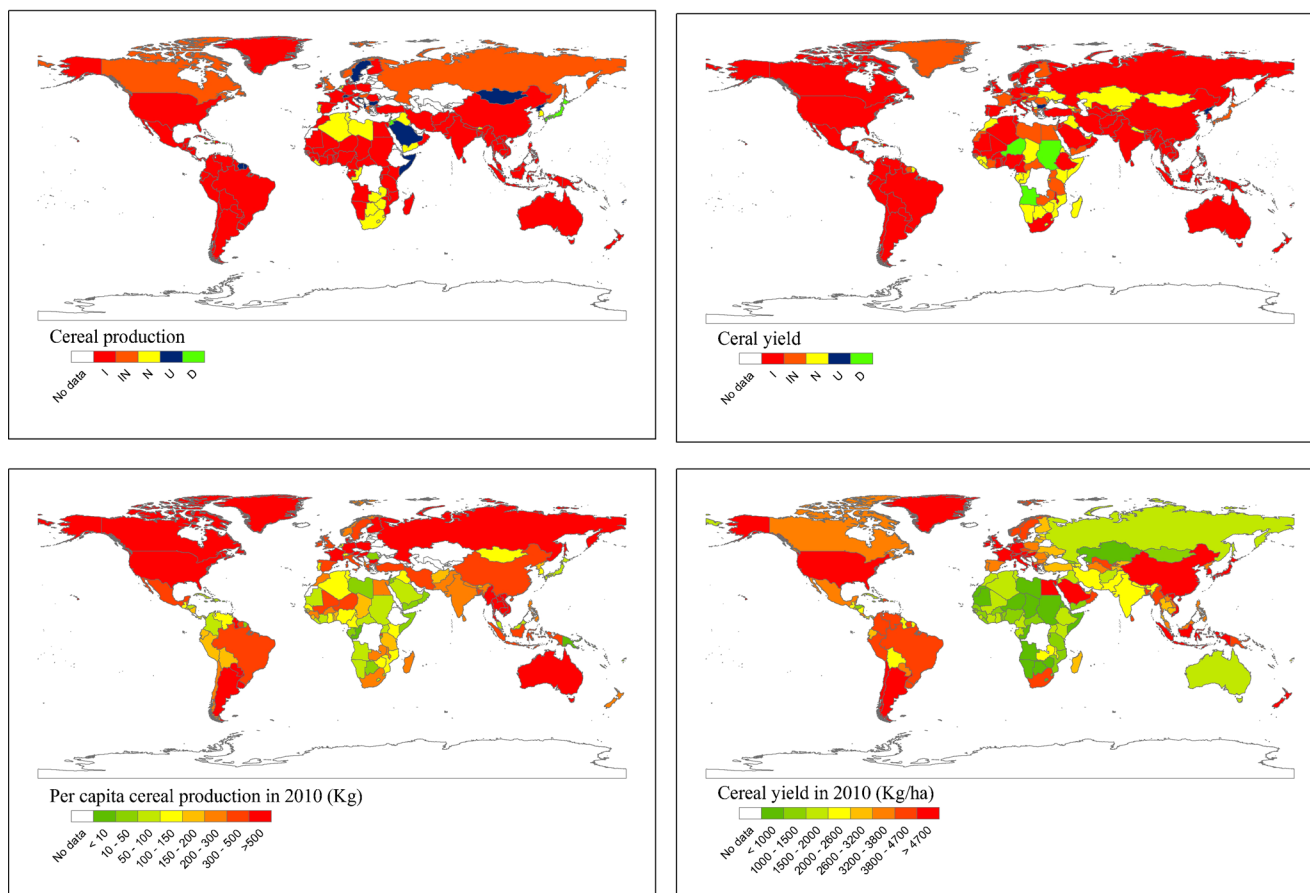 Cereal production
No data I IN N U D
Ceral yield
No data I IN N U D
Per capita cereal production in 2010 (Kg)
No data < 10 10 - 50 50 - 100 100 - 150 150 - 200 200 - 300 300 - 500 >500
Cereal yield in 2010 (Kg/ha)
No data < 1000 1000 - 1500 1500 - 2000 2000 - 2600 2600 - 3200 3200 - 3800 3800 - 4700 > 4700